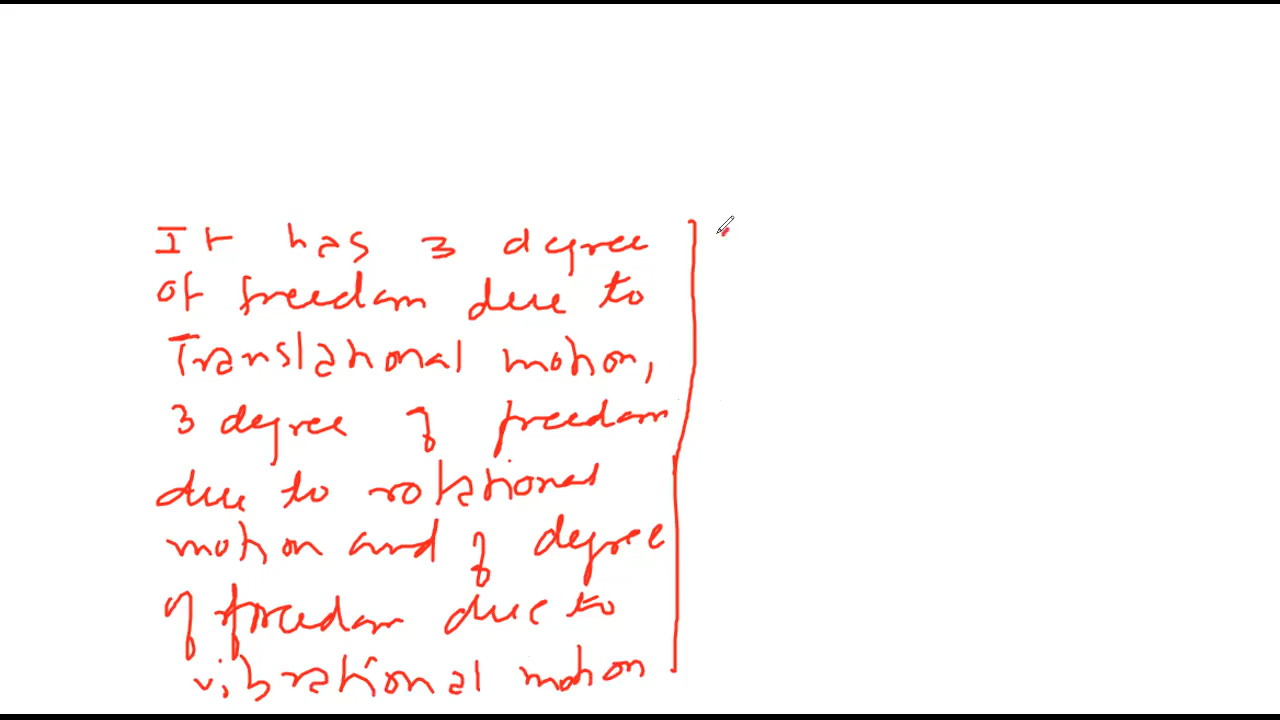 It has 3 degree
of freedom due to
Translational motion,
3 degree of freedom
due to rotational
motion and f degree
of freedom due to
vibrational motion